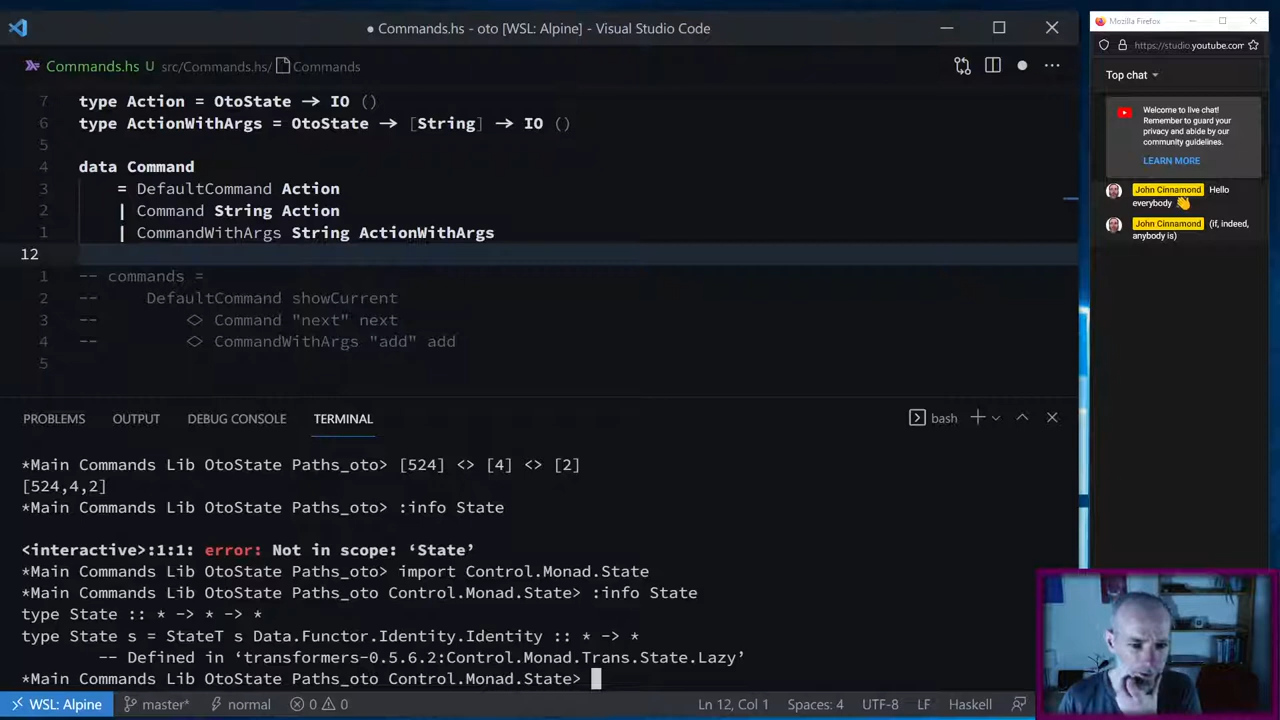 ● Commands.hs - oto [WSL: Alpine] - Visual Studio Code
Commands.hs U src/Commands.hs/ Commands
7 type Action = OtoState → IO ()
6 type ActionWithArgs = OtoState → [String] → IO ()
5
4 data Command
3 = DefaultCommand Action
2 | Command String Action
1 | CommandWithArgs String ActionWithArgs
12
1 -- commands =
2 -- DefaultCommand showCurrent
3 -- <> Command "next" next
4 -- <> CommandWithArgs "add" add
5
PROBLEMS OUTPUT DEBUG CONSOLE TERMINAL bash
*Main Commands Lib OtoState Paths_oto> [524] <> [4] <> [2]
[524,4,2]
*Main Commands Lib OtoState Paths_oto> :info State
<interactive>:1:1: error: Not in scope: ‘State’
*Main Commands Lib OtoState Paths_oto> import Control.Monad.State
*Main Commands Lib OtoState Paths_oto Control.Monad.State> :info State
type State :: * -> * -> *
type State s = StateT s Data.Functor.Identity.Identity :: * -> *
-- Defined in ‘transformers-0.5.6.2:Control.Monad.Trans.State.Lazy’
*Main Commands Lib OtoState Paths_oto Control.Monad.State>
WSL: Alpine master* normal 0 0 Ln 12, Col 1 Spaces: 4 UTF-8 LF Haskell
Mozilla Firefox
https://studio.youtube.com
Top chat
Welcome to live chat!
Remember to guard your
privacy and abide by our
community guidelines.
LEARN MORE
John Cinnamond Hello
everybody 👋
John Cinnamond (if, indeed,
anybody is)